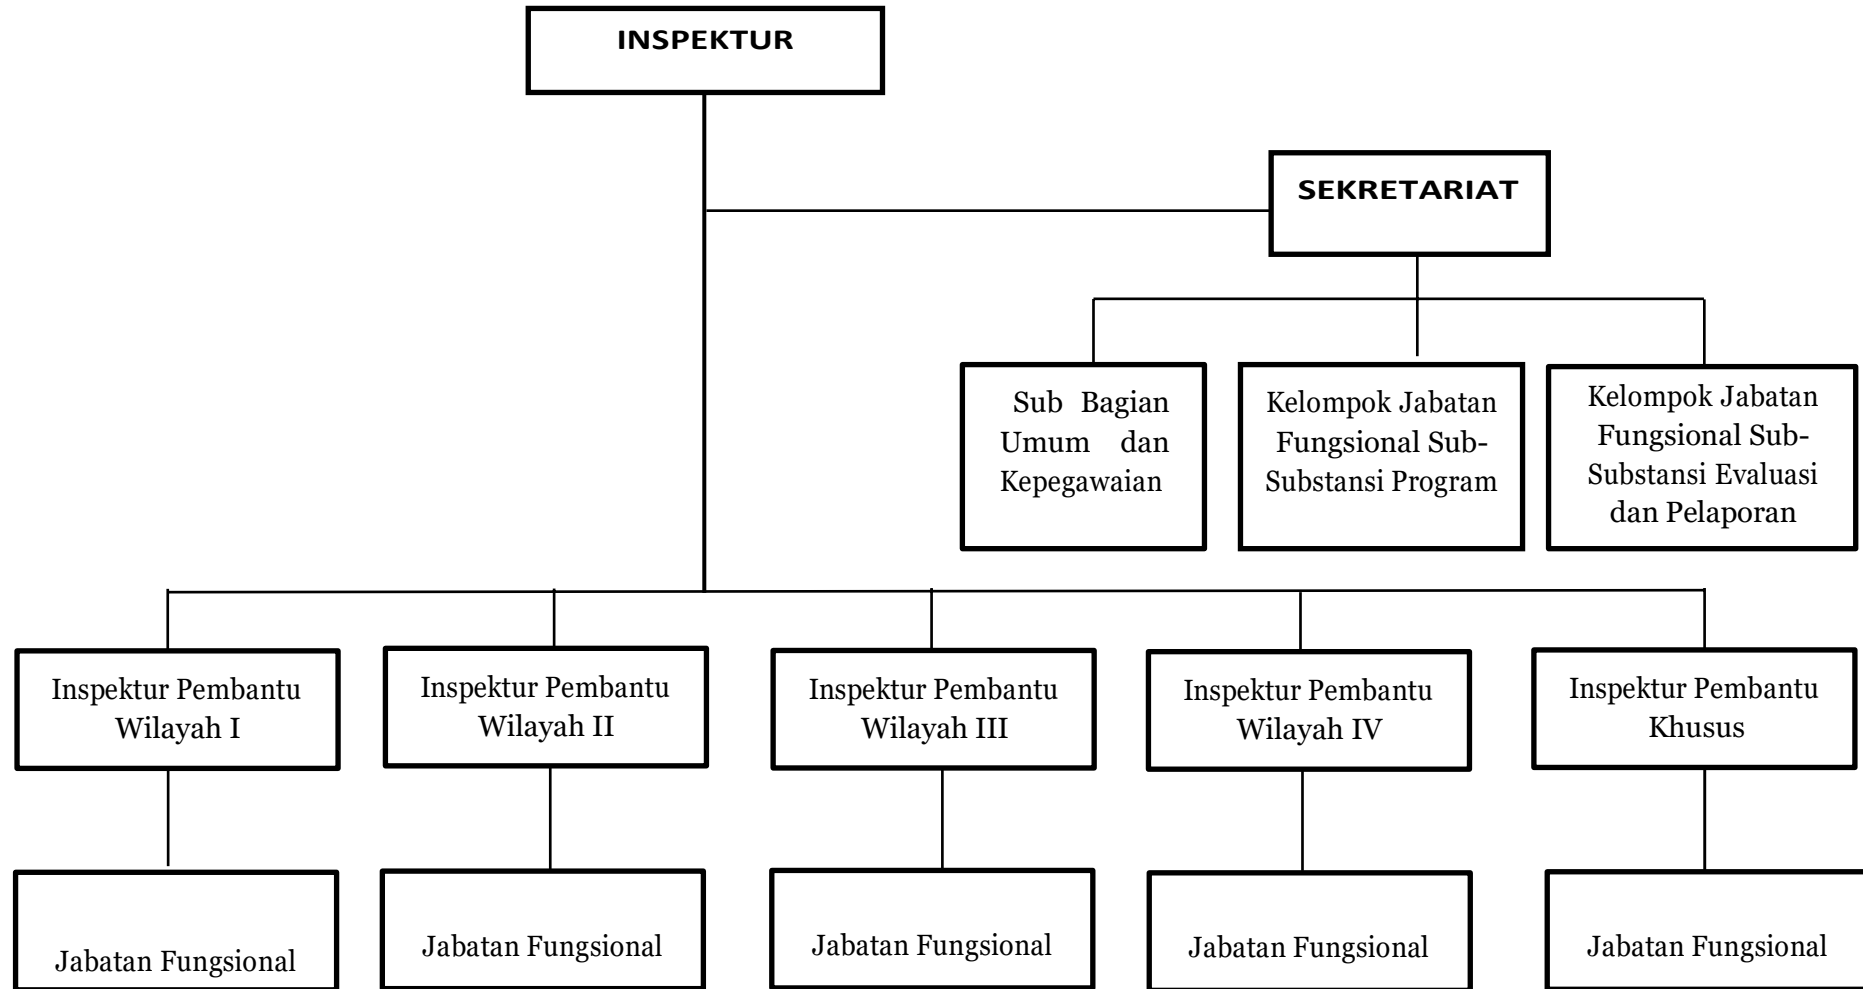 INSPEKTUR
SEKRETARIAT
Sub Bagian
Umum dan
Kepegawaian
Kelompok Jabatan
Fungsional Sub-
Substansi Program
Kelompok Jabatan
Fungsional Sub-
Substansi Evaluasi
dan Pelaporan
Inspektur Pembantu
Wilayah I
Inspektur Pembantu
Wilayah II
Inspektur Pembantu
Wilayah III
Inspektur Pembantu
Wilayah IV
Inspektur Pembantu
Khusus
Jabatan Fungsional
Jabatan Fungsional
Jabatan Fungsional
Jabatan Fungsional
Jabatan Fungsional